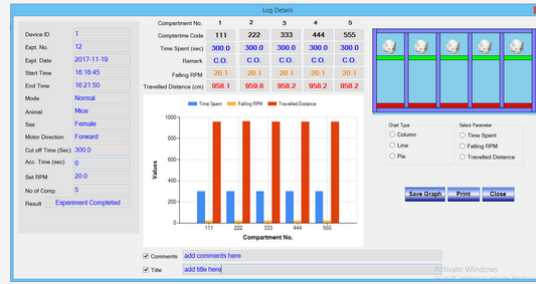 Log Details
Device ID 1
Expt. No. 12
Expt. Date 2017-11-19
Start Time 16:16:45
End Time 16:21:50
Mode Normal
Animal Mice
Sex Female
Motor Direction Forward
Cut off Time (Sec) 300.0
Acc. Time (sec) 0
Set RPM 20.0
No of Comp. 5
Result Experiment Completed
Compartment No. 1 2 3 4 5
Comptartme Code 111 222 333 444 555
Time Spent (sec) 300.0 300.0 300.0 300.0 300.0
Remark C.O. C.O. C.O. C.O. C.O.
Falling RPM 20.1 20.1 20.1 20.1 20.1
Travelled Distance (cm) 958.1 959.8 958.2 958.2 958.2
Time Spent Falling RPM Travelled Distance
Values
1000
800
600
400
200
0
111 222 333 444 555
Compartment No.
Comments add comments here
Title add title here
Chart Type
Column
Line
Pie
Select Parameter
Time Spent
Falling RPM
Travelled Distance
Save Graph Print Close
Activate Windows